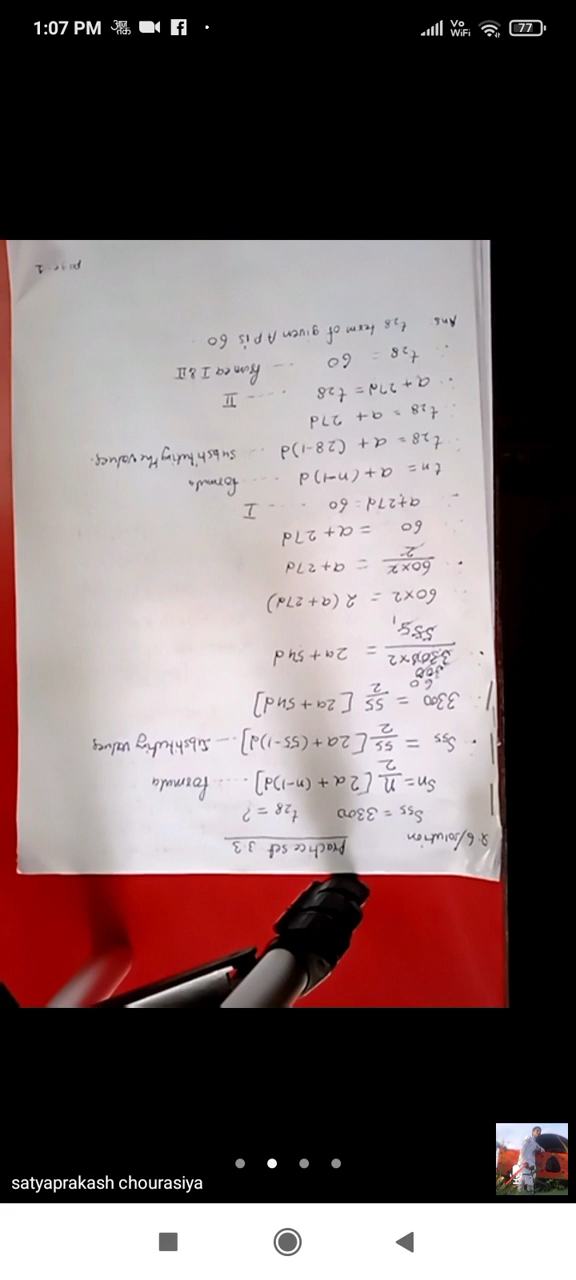 1:07 PM
Vo
WiFi
77
Practice set 3.3
Q.6/solution
S55 = 3300 t28 = ?
Sn = n/2 [2a + (n-1)d] ..... formula
∴ S55 = 55/2 [2a + (55-1)d] ... Substituting values
∴ 3300 = 55/2 [2a + 54d]
∴ 3300×2/55 = 2a + 54d
60×2 = 2(a+27d)
∴ 60×2/2 = a+27d
60 = a+27d
a+27d = 60 .... I
tn = a+(n-1)d ..... formula
t28 = a + (28-1)d ... substituting the values.
t28 = a + 27d
∴ a+27d = t28 ..... II
∴ t28 = 60 ... from eq I & II
Ans t28 term of given AP is 60
page-1
satyaprakash chourasiya